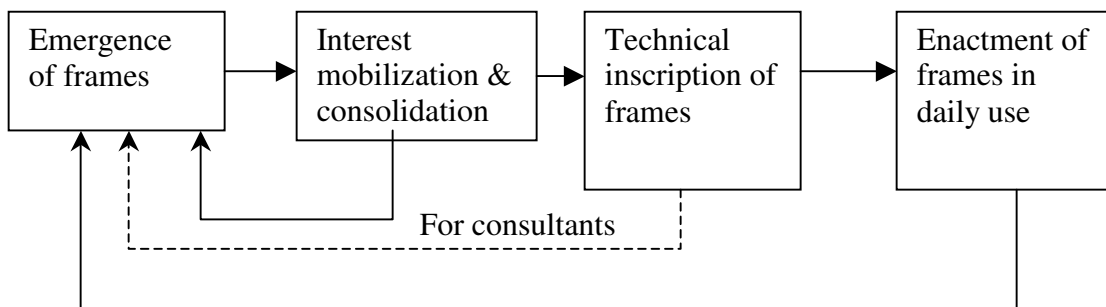 Emergence
of frames
Interest
mobilization &
consolidation
Technical
inscription of
frames
Enactment of
frames in
daily use
For consultants